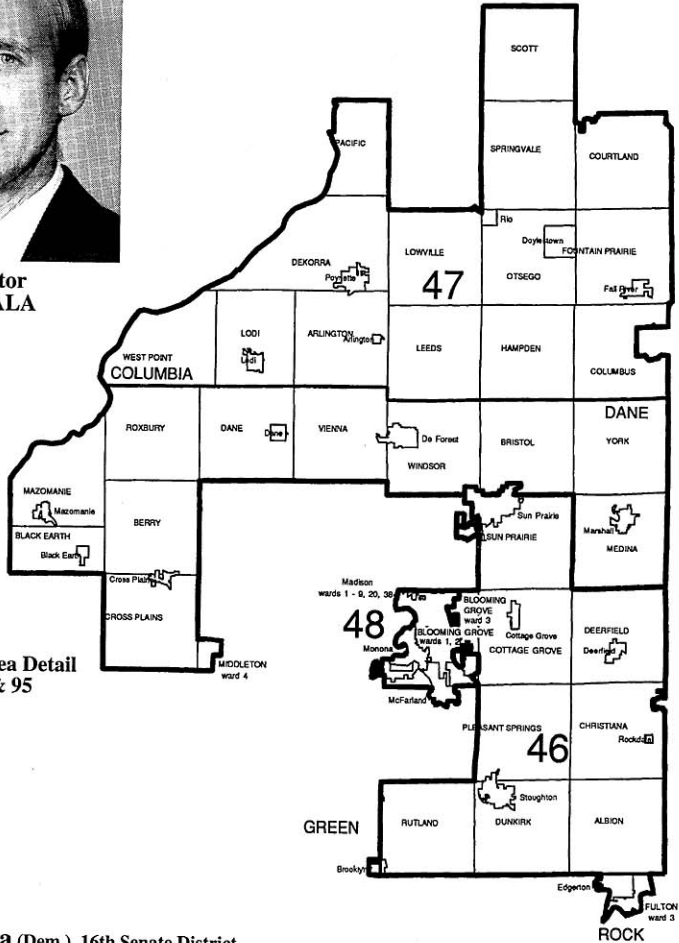 SCOTT
PACIFIC
SPRINGVALE
COURTLAND
Rio
Doylestown
FOUNTAIN PRAIRIE
DEKORRA
LOWVILLE
Poynette
47
OTSEGO
Fall River
tor
ALA
LODI
Lodi
ARLINGTON
Arlington
LEEDS
HAMPDEN
WEST POINT
COLUMBIA
COLUMBUS
DANE
ROXBURY
DANE
Dane
VIENNA
De Forest
WINDSOR
BRISTOL
YORK
MAZOMANIE
Mazomanie
BERRY
Sun Prairie
SUN PRAIRIE
Marshall
MEDINA
BLACK EARTH
Black Eart
Cross Plain
CROSS PLAINS
Madison
wards 1 - 9, 20, 38
BLOOMING
GROVE
ward 3
48
BLOOMING GROVE
wards 1, 2
Monona
Cottage Grove
COTTAGE GROVE
DEERFIELD
Deerfield
ea Detail
& 95
MIDDLETON
ward 4
McFarland
PLEASANT SPRINGS
46
CHRISTIANA
Rockdale
Stoughton
GREEN
RUTLAND
DUNKIRK
ALBION
Brooklyn
Edgerton
FULTON
ward 3
ROCK
a (Dem.), 16th Senate District